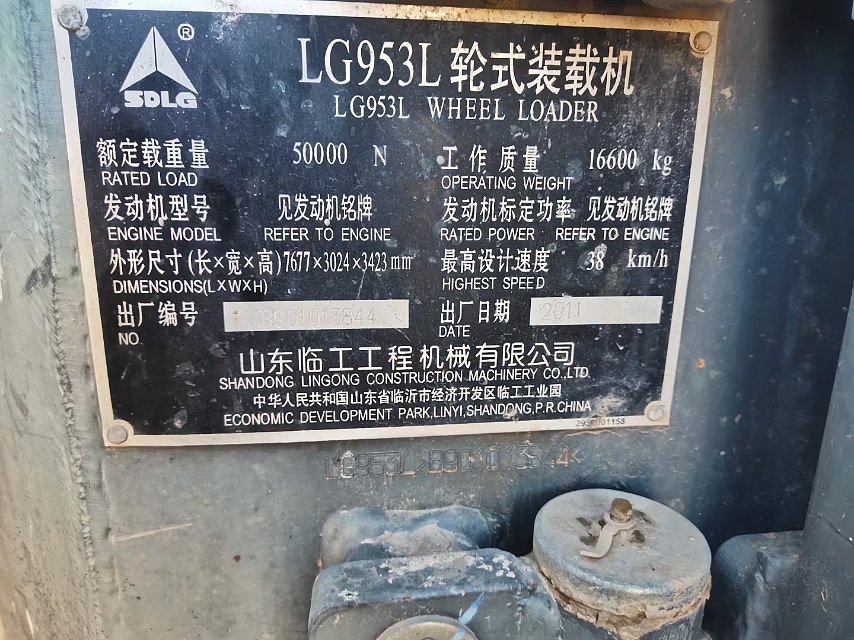 ®
SDLG
LG953L 轮式装载机
LG953L WHEEL LOADER
额定载重量 50000 N 工作质量 16600 kg
RATED LOAD OPERATING WEIGHT
发动机型号 见发动机铭牌 发动机标定功率 见发动机铭牌
ENGINE MODEL REFER TO ENGINE RATED POWER REFER TO ENGINE
外形尺寸(长×宽×高) 7677×3024×3423 mm 最高设计速度 38 km/h
DIMENSIONS(L×W×H) HIGHEST SPEED
出厂编号 出厂日期 2011
NO. DATE
山东临工工程机械有限公司
SHANDONG LINGONG CONSTRUCTION MACHINERY CO.,LTD.
中华人民共和国山东省临沂市经济开发区临工工业园
ECONOMIC DEVELOPMENT PARK,LINYI,SHANDONG,P.R.CHINA